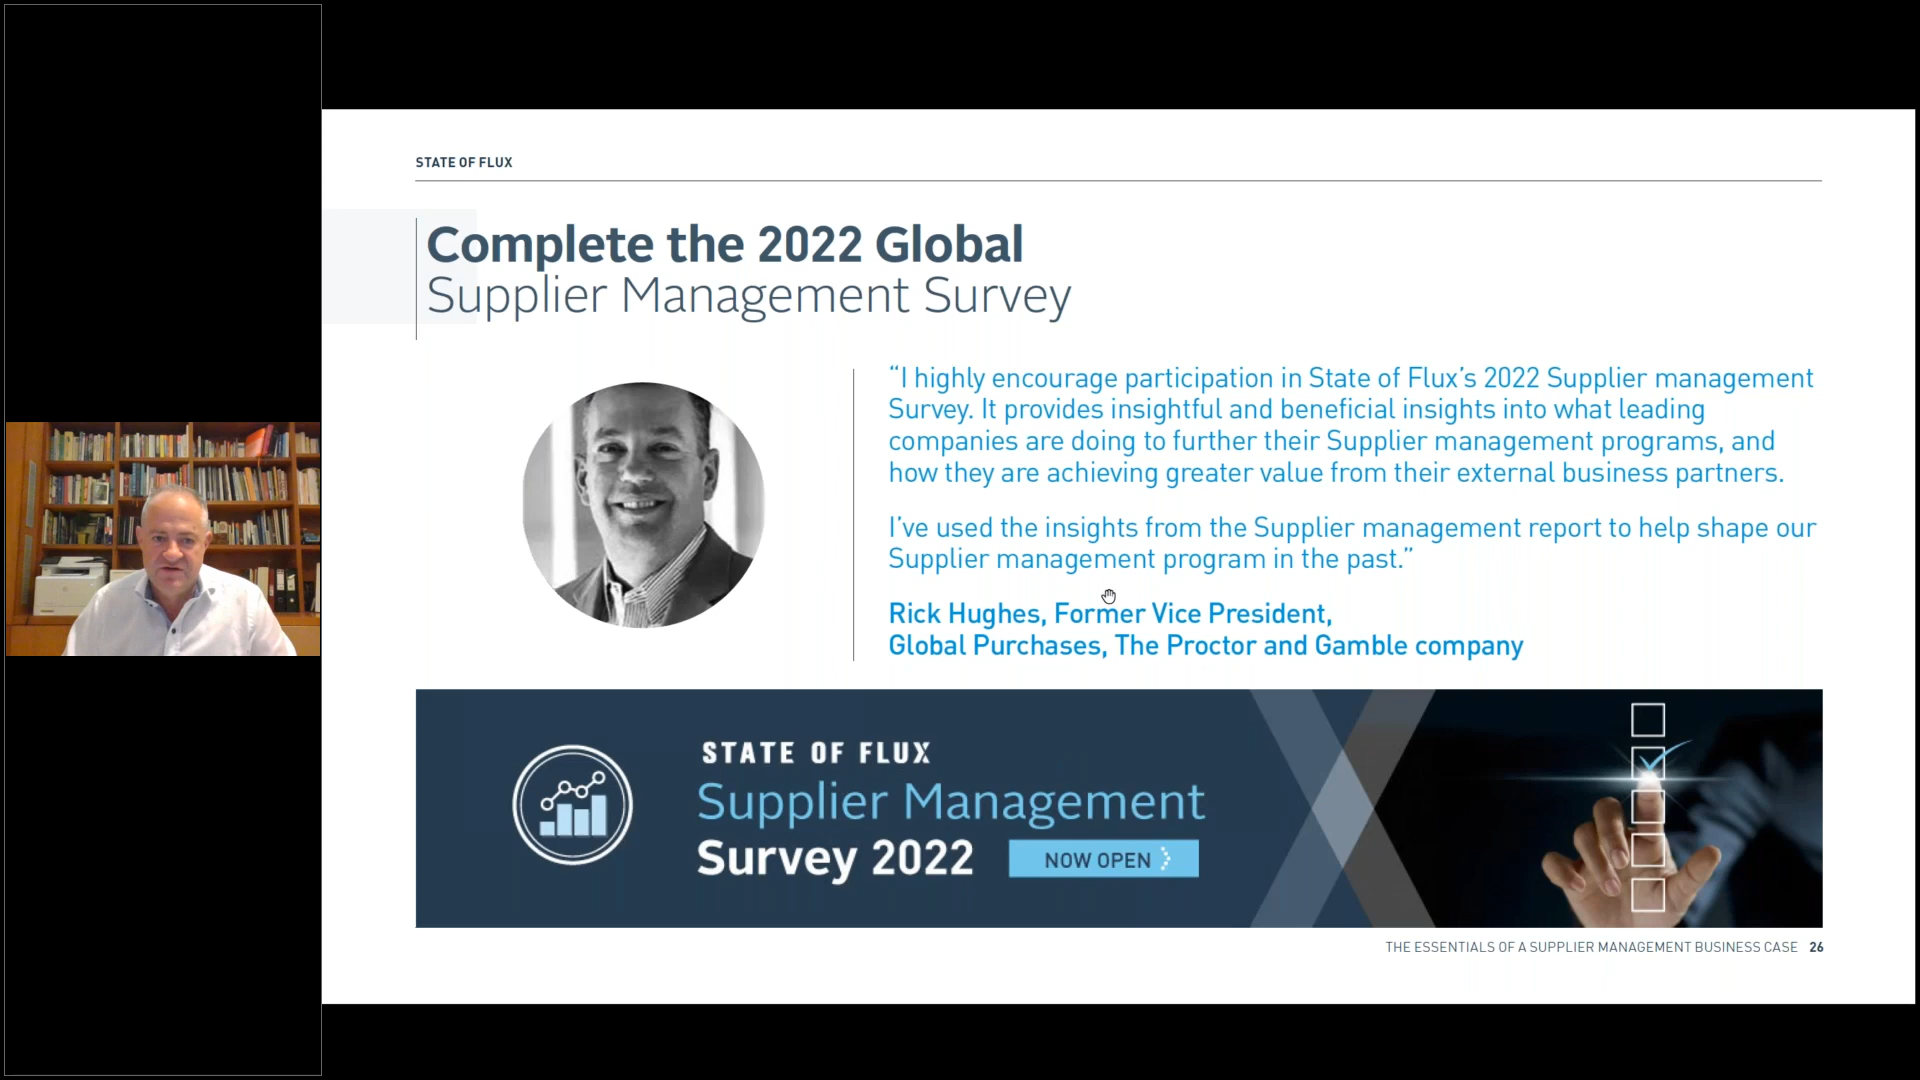 STATE OF FLUX
Complete the 2022 Global
Supplier Management Survey
“I highly encourage participation in State of Flux’s 2022 Supplier management
Survey. It provides insightful and beneficial insights into what leading
companies are doing to further their Supplier management programs, and
how they are achieving greater value from their external business partners.
I’ve used the insights from the Supplier management report to help shape our
Supplier management program in the past.”
Rick Hughes, Former Vice President,
Global Purchases, The Proctor and Gamble company
STATE OF FLUX
Supplier Management
Survey 2022
NOW OPEN
THE ESSENTIALS OF A SUPPLIER MANAGEMENT BUSINESS CASE 26